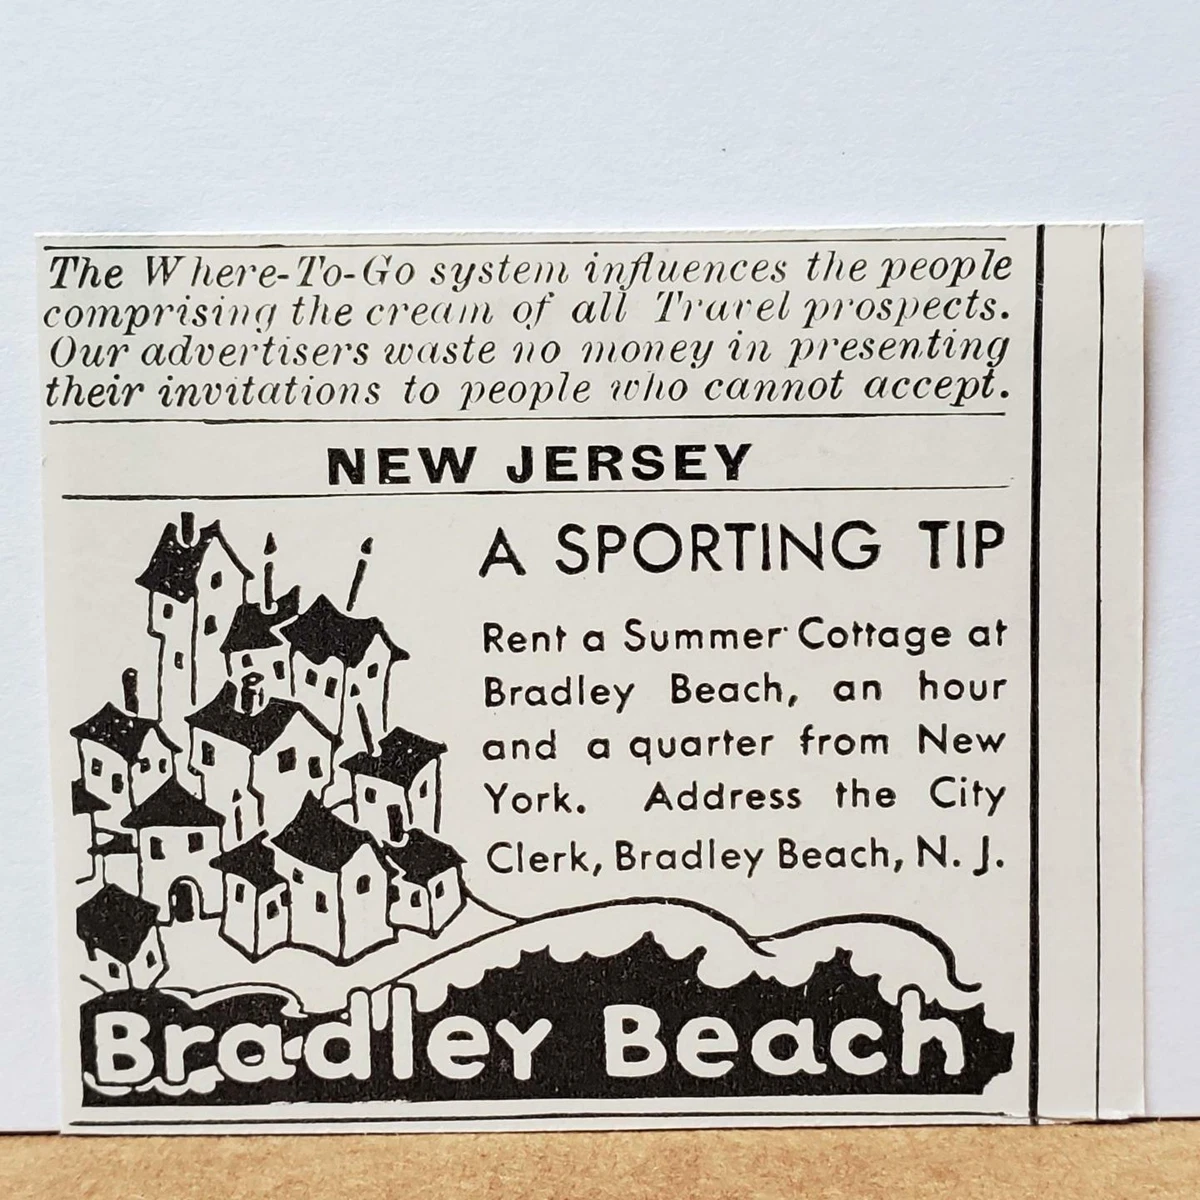 The Where-To-Go system influences the people
comprising the cream of all Travel prospects.
Our advertisers waste no money in presenting
their invitations to people who cannot accept.
NEW JERSEY
A SPORTING TIP
Rent a Summer Cottage at
Bradley Beach, an hour
and a quarter from New
York. Address the City
Clerk, Bradley Beach, N. J.
Bradley Beach